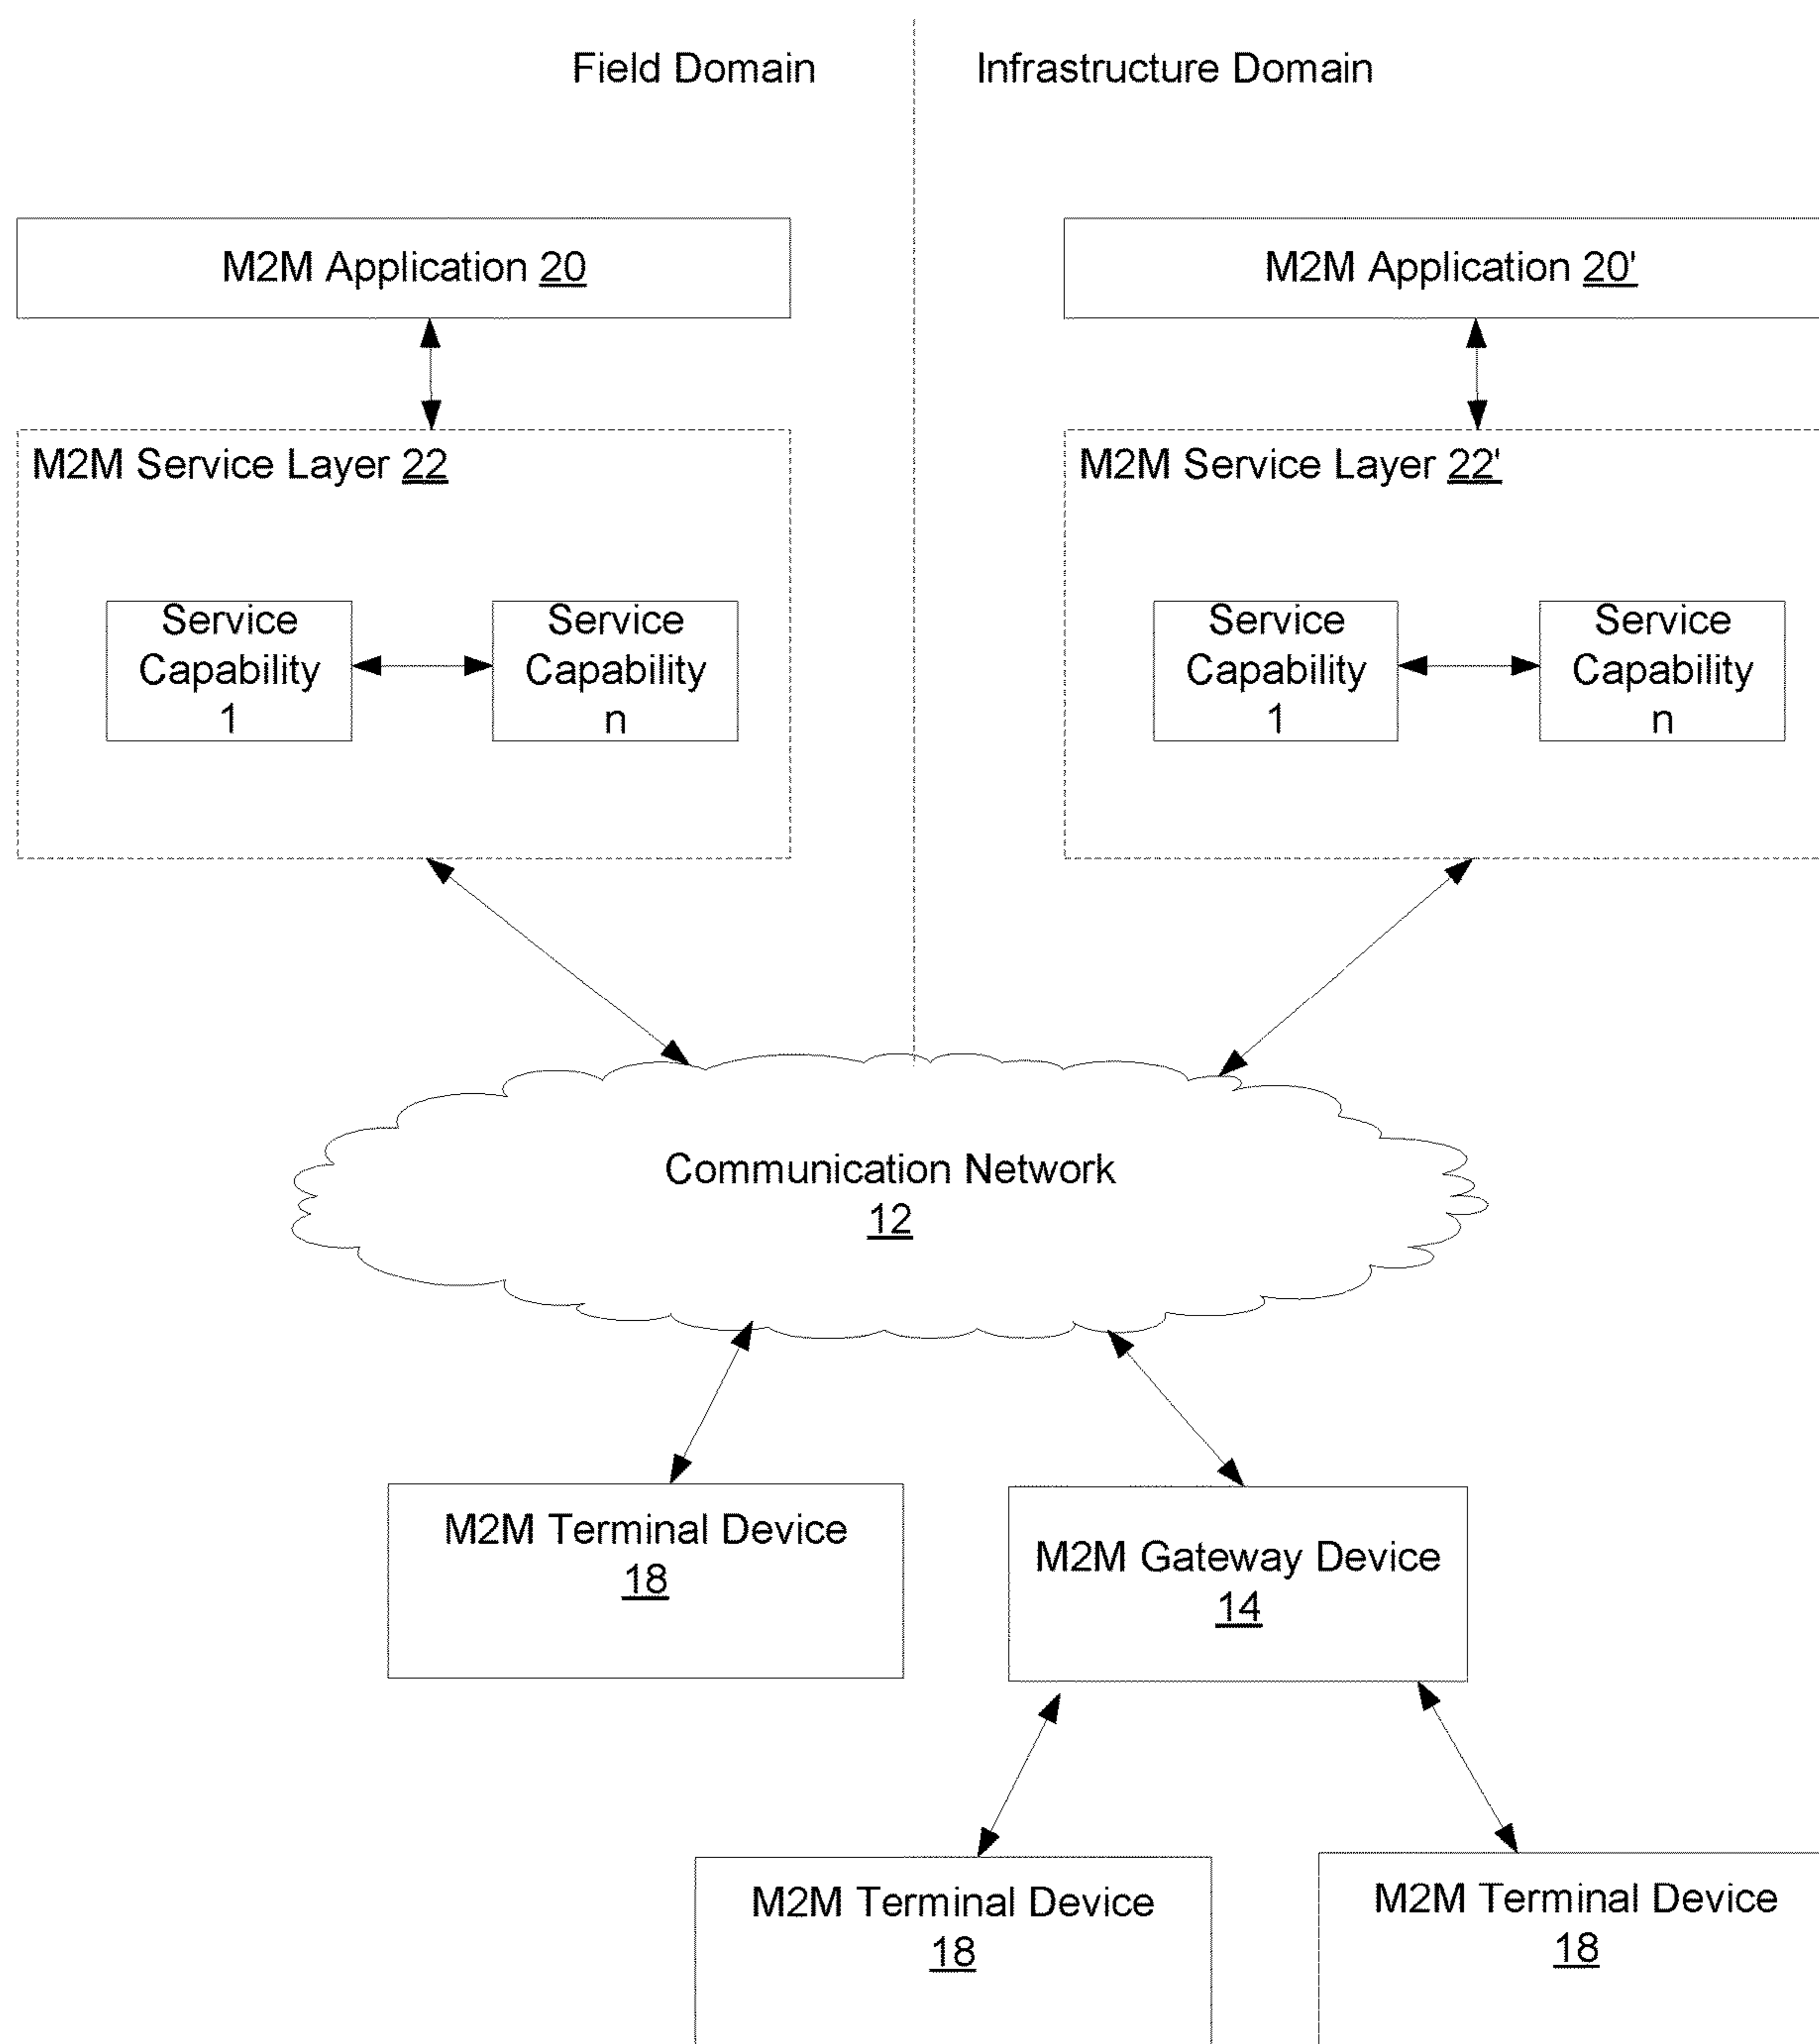 Field Domain
Infrastructure Domain
M2M Application 20
M2M Application 20'
M2M Service Layer 22
M2M Service Layer 22'
Service
Capability
1
Service
Capability
n
Service
Capability
1
Service
Capability
n
Communication Network
12
M2M Terminal Device
18
M2M Gateway Device
14
M2M Terminal Device
18
M2M Terminal Device
18